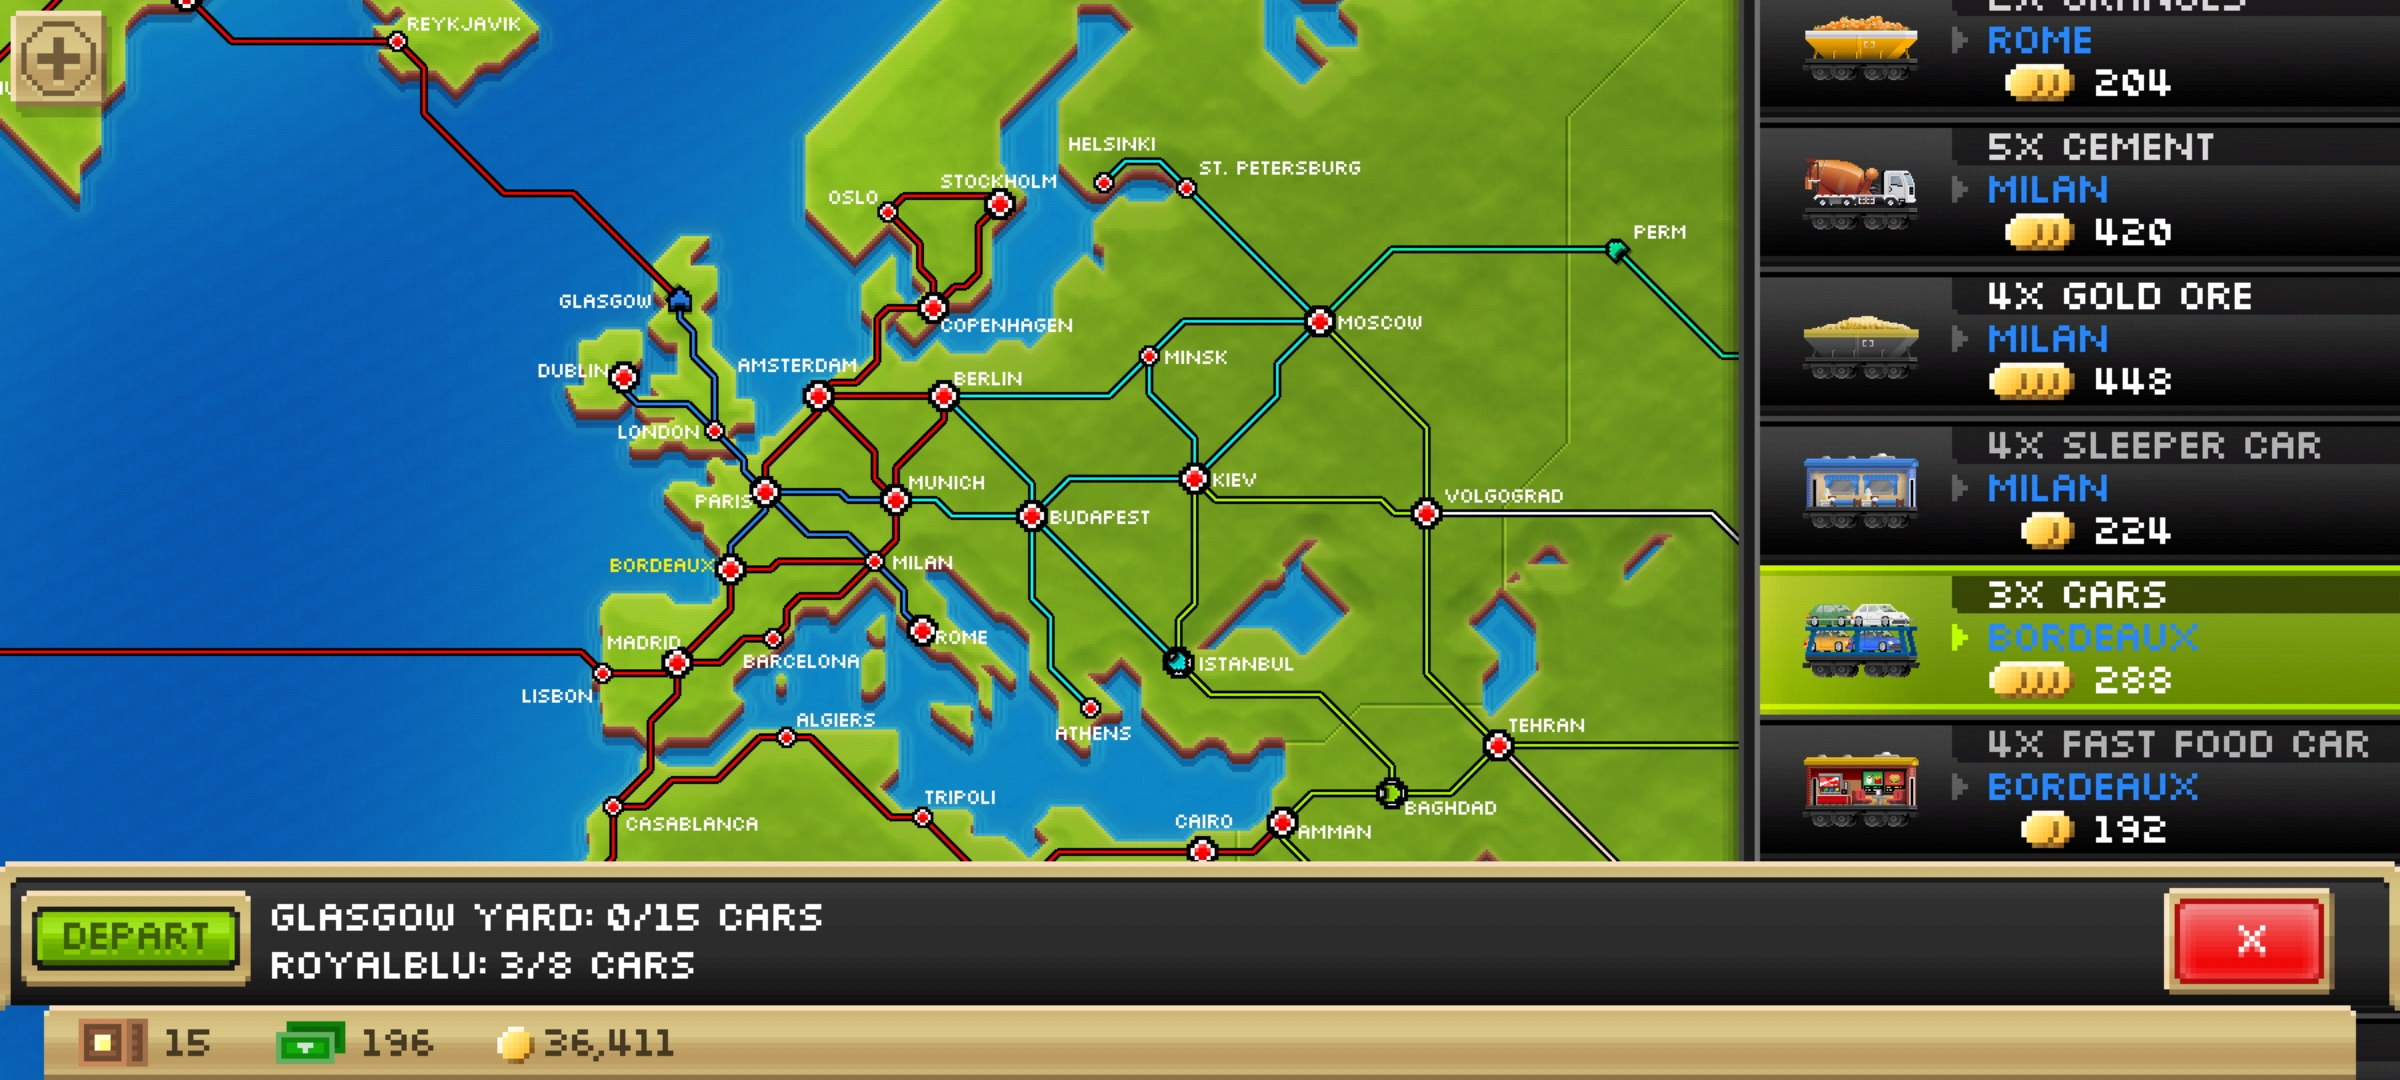 REYKJAVIK
HELSINKI
ST. PETERSBURG
STOCKHOLM
OSLO
PERM
GLASGOW
COPENHAGEN
MOSCOW
MINSK
DUBLIN
AMSTERDAM
BERLIN
LONDON
PARIS
MUNICH
KIEV
VOLGOGRAD
BUDAPEST
BORDEAUX
MILAN
MADRID
ROME
BARCELONA
ISTANBUL
LISBON
ALGIERS
ATHENS
TEHRAN
TRIPOLI
BAGHDAD
CASABLANCA
CAIRO
AMMAN
2X ORANGES
ROME
204
5X CEMENT
MILAN
420
4X GOLD ORE
MILAN
448
4X SLEEPER CAR
MILAN
224
3X CARS
BORDEAUX
288
4X FAST FOOD CAR
BORDEAUX
192
DEPART
GLASGOW YARD: 0/15 CARS
ROYALBLU: 3/8 CARS
X
15
196
36,411